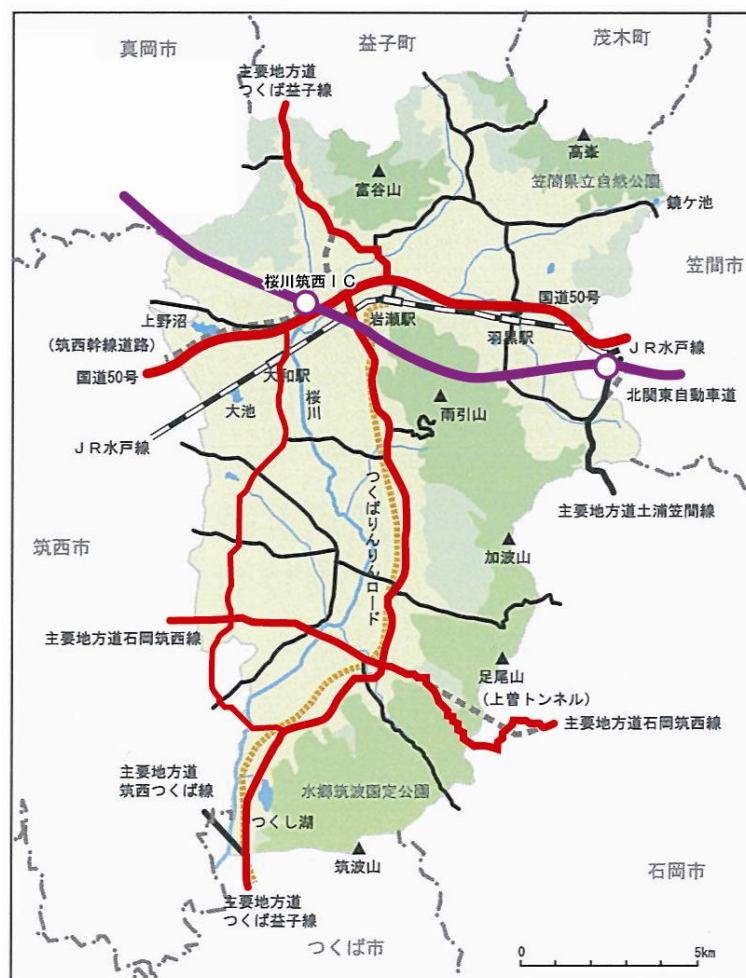 真岡市
益子町
茂木町
主要地方道
つくば益子線
高峯
富谷山
笠間県立自然公園
鏡ケ池
笠間市
桜川筑西IC
上野沼
岩瀬駅
国道50号
羽黒駅
(筑西幹線道路)
JR水戸線
国道50号
大和駅
北関東自動車道
大池
桜川
雨引山
JR水戸線
主要地方道土浦笠間線
つくばりんりんロード
筑西市
加波山
主要地方道石岡筑西線
足尾山
(上曽トンネル)
主要地方道石岡筑西線
主要地方道
筑西つくば線
水郷筑波国定公園
つくし湖
筑波山
石岡市
主要地方道
つくば益子線
つくば市
0
5km